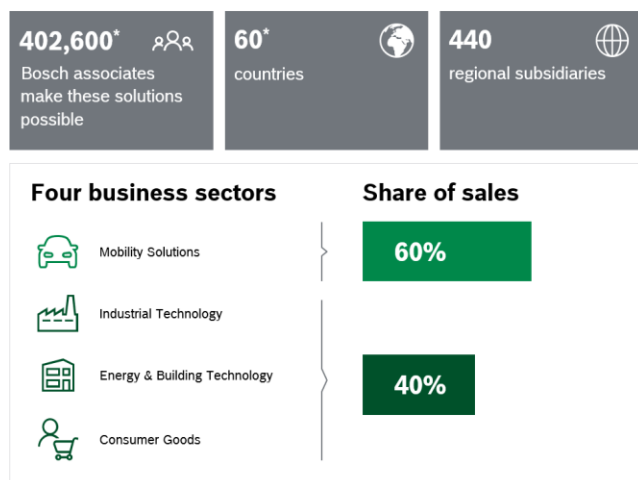 402,600*
Bosch associates
make these solutions
possible
60*
countries
440
regional subsidiaries
Four business sectors
Share of sales
Mobility Solutions
60%
Industrial Technology
Energy & Building Technology
40%
Consumer Goods